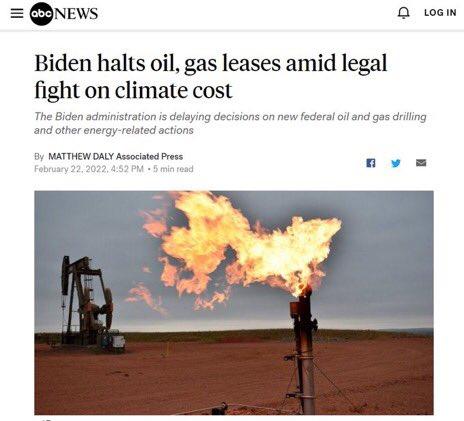 abc NEWS
LOG IN
Biden halts oil, gas leases amid legal
fight on climate cost
The Biden administration is delaying decisions on new federal oil and gas drilling
and other energy-related actions
By MATTHEW DALY Associated Press
February 22, 2022, 4:52 PM • 5 min read